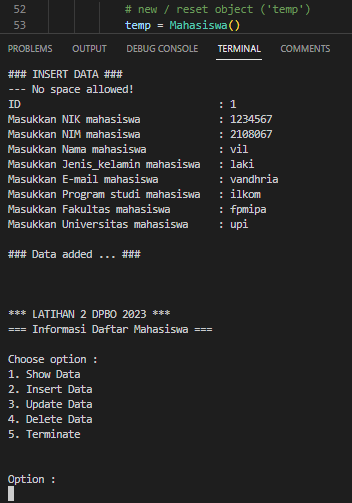 52 # new / reset object ('temp')
53 temp = Mahasiswa()
PROBLEMS OUTPUT DEBUG CONSOLE TERMINAL COMMENTS
### INSERT DATA ###
--- No space allowed!
ID : 1
Masukkan NIK mahasiswa : 1234567
Masukkan NIM mahasiswa : 2108067
Masukkan Nama mahasiswa : vil
Masukkan Jenis_kelamin mahasiswa : laki
Masukkan E-mail mahasiswa : vandhria
Masukkan Program studi mahasiswa : ilkom
Masukkan Fakultas mahasiswa : fpmipa
Masukkan Universitas mahasiswa : upi
### Data added ... ###
*** LATIHAN 2 DPBO 2023 ***
=== Informasi Daftar Mahasiswa ===
Choose option :
1. Show Data
2. Insert Data
3. Update Data
4. Delete Data
5. Terminate
Option :